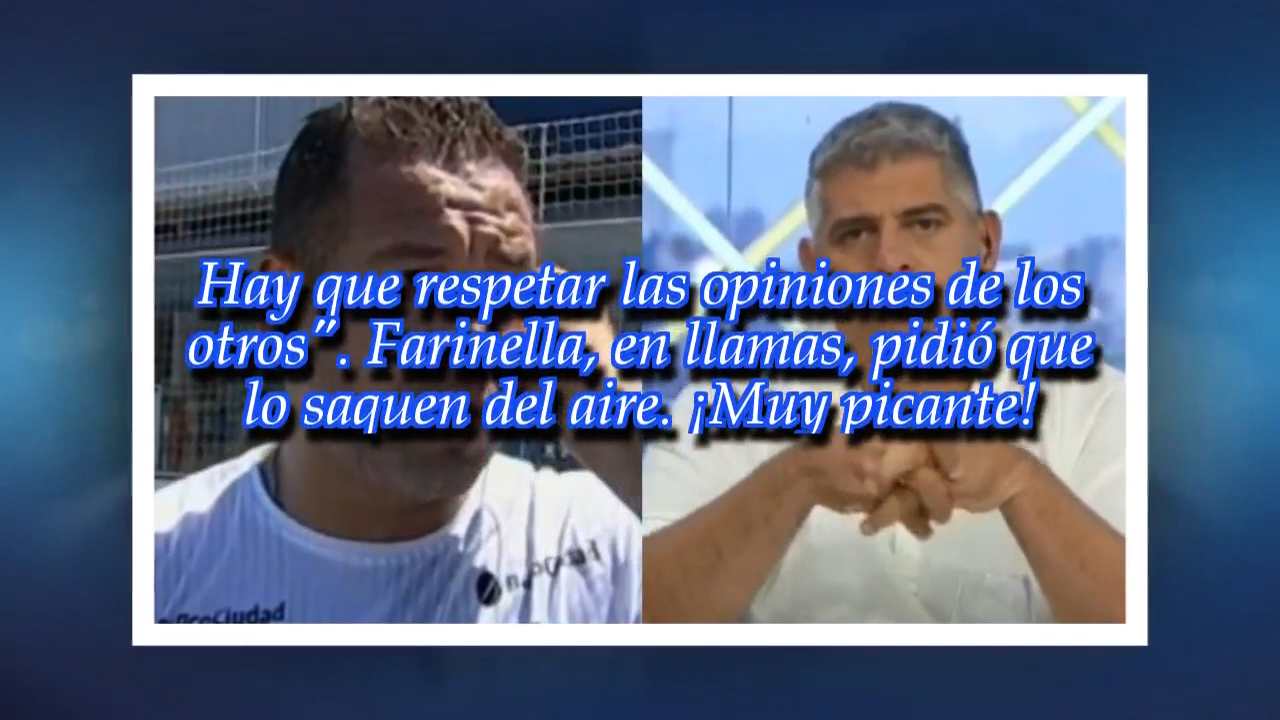 Hay que respetar las opiniones de los
otros”. Farinella, en llamas, pidió que
lo saquen del aire. ¡Muy picante!